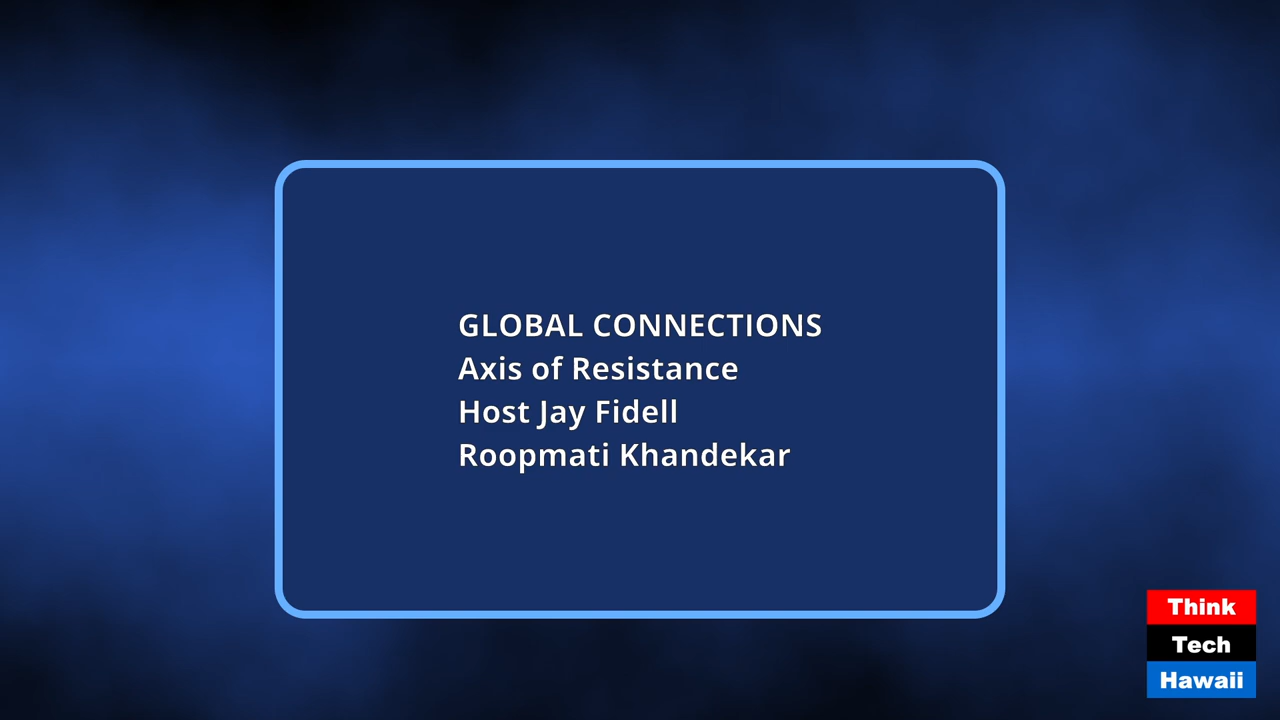 GLOBAL CONNECTIONS
Axis of Resistance
Host Jay Fidell
Roopmati Khandekar
Think
Tech
Hawaii